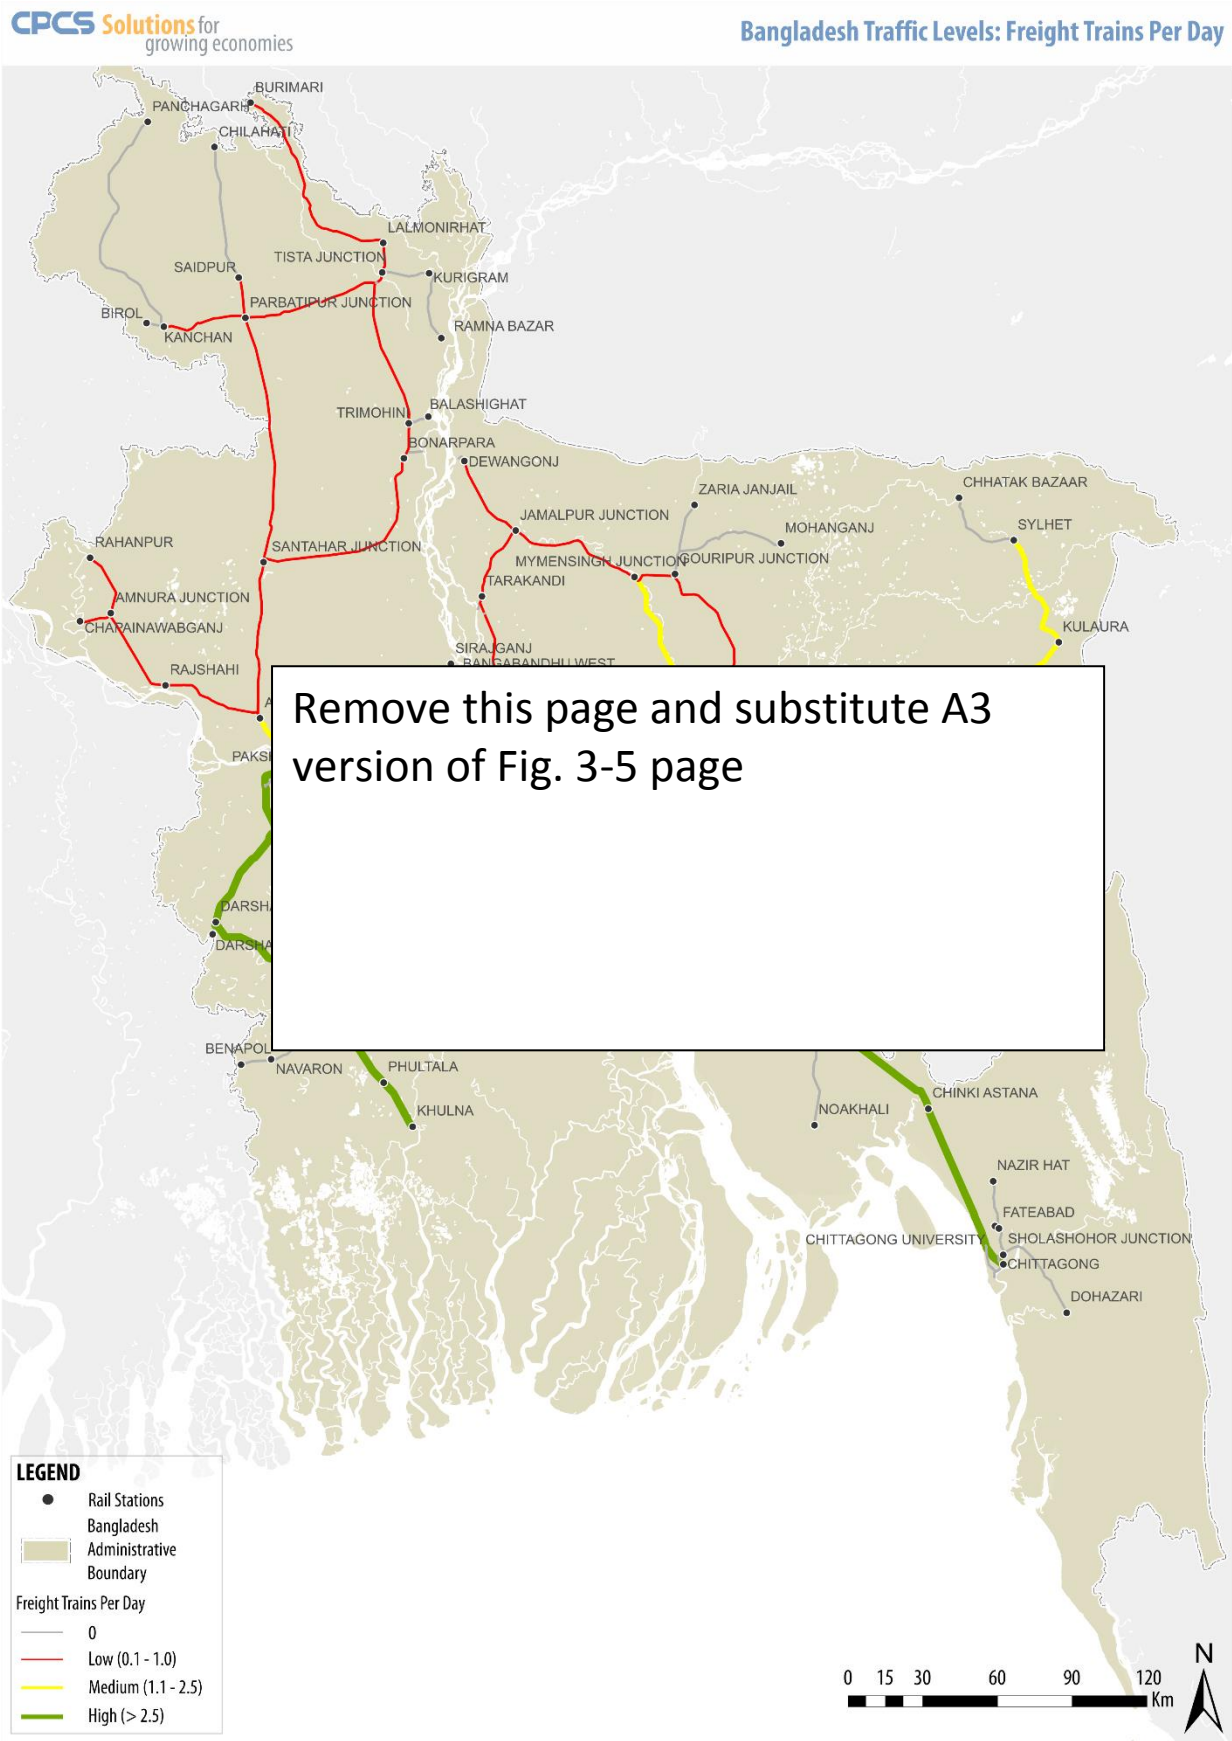 CPCS Solutions for
growing economies
Bangladesh Traffic Levels: Freight Trains Per Day
BURIMARI
PANCHAGARH
CHILAHATI
LALMONIRHAT
TISTA JUNCTION
SAIDPUR
KURIGRAM
PARBATIPUR JUNCTION
BIROL
KANCHAN
RAMNA BAZAR
BALASHIGHAT
TRIMOHINI
BONARPARA
DEWANGONJ
CHHATAK BAZAAR
ZARIA JANJAIL
JAMALPUR JUNCTION
SYLHET
MOHANGANJ
RAHANPUR
SANTAHAR JUNCTION
MYMENSINGH JUNCTION
GOURIPUR JUNCTION
TARAKANDI
AMNURA JUNCTION
CHAPAINAWABGANJ
KULAURA
SIRAJGANJ
BANGABANDHU WEST
RAJSHAHI
A
Remove this page and substitute A3
version of Fig. 3-5 page
PAKSH
DARSHA
DARSHA
BENAPOL
NAVARON
PHULTALA
KHULNA
CHINKI ASTANA
NOAKHALI
NAZIR HAT
FATEABAD
CHITTAGONG UNIVERSITY
SHOLASHOHOR JUNCTION
CHITTAGONG
DOHAZARI
LEGEND
Rail Stations
Bangladesh
Administrative
Boundary
Freight Trains Per Day
0
Low (0.1 - 1.0)
Medium (1.1 - 2.5)
High (> 2.5)
0 15 30 60 90 120
Km
N